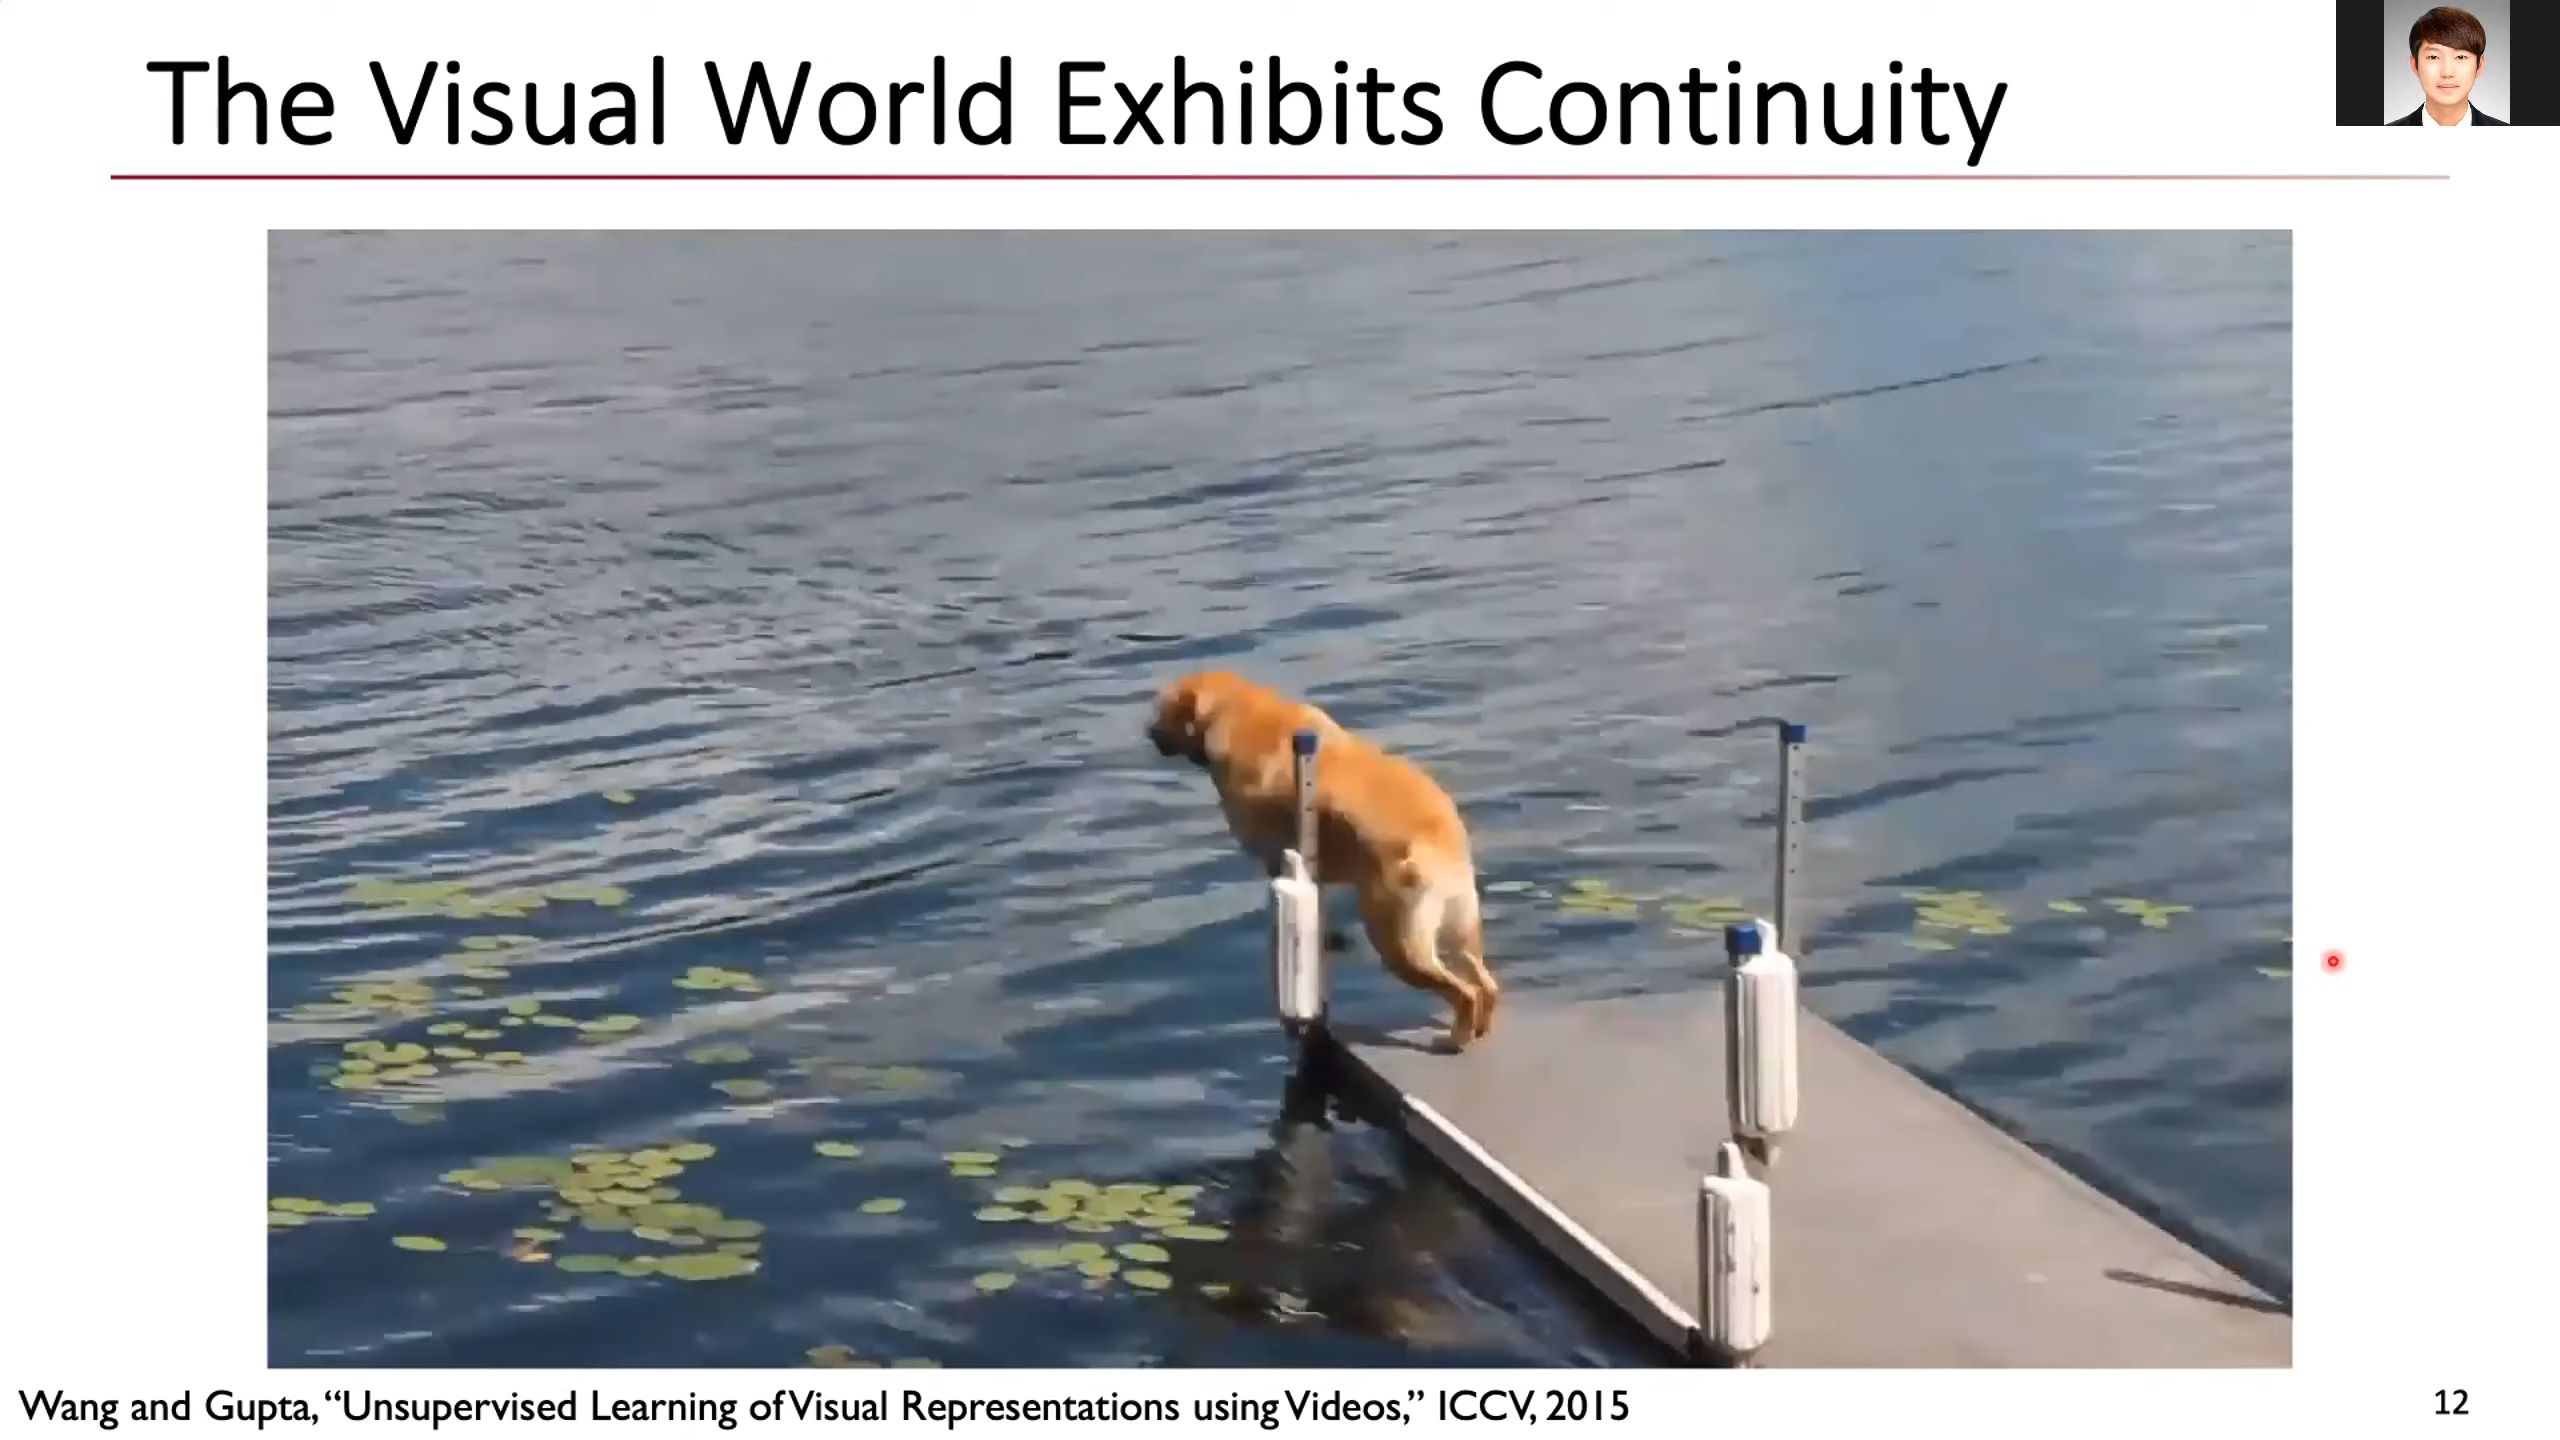 The Visual World Exhibits Continuity
Wang and Gupta, “Unsupervised Learning of Visual Representations using Videos,” ICCV, 2015
12